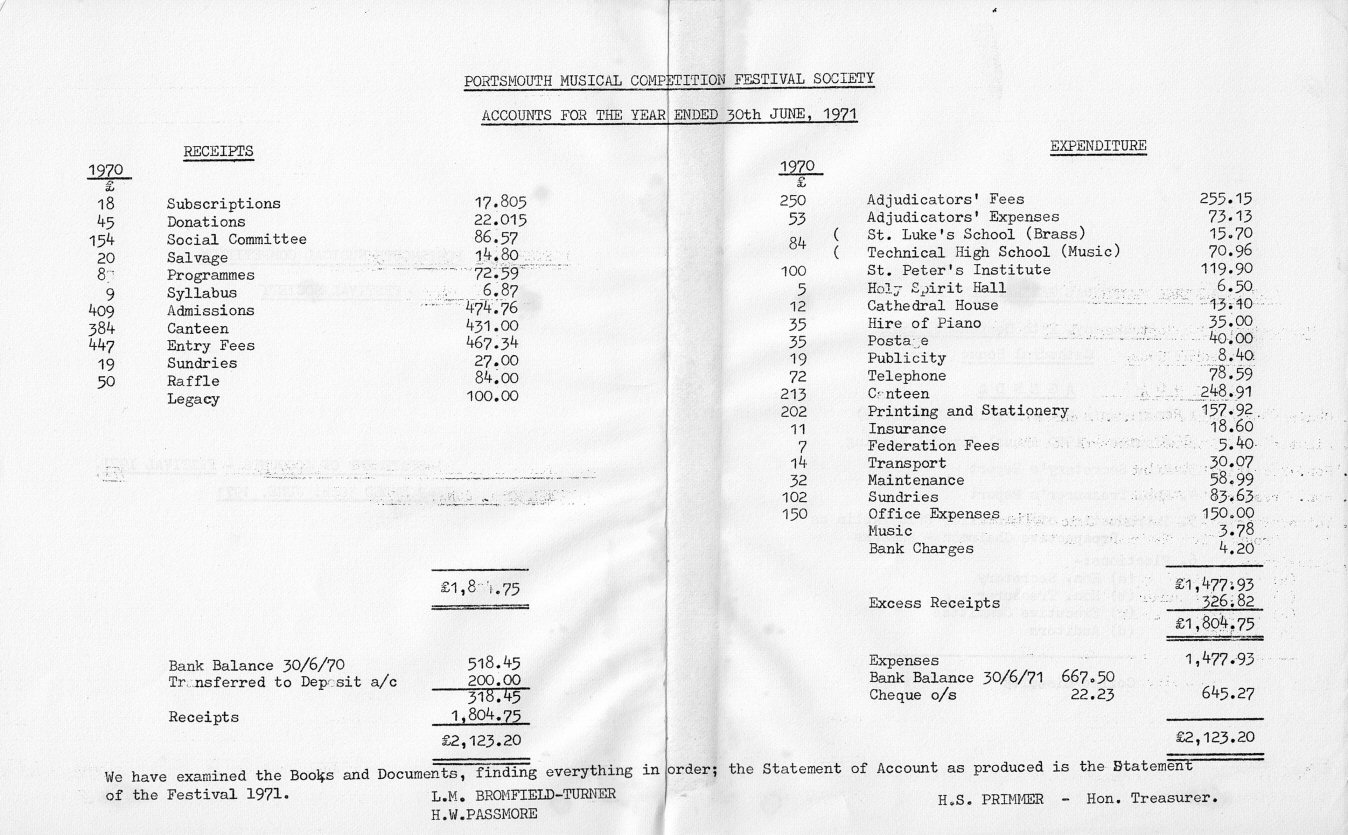 PORTSMOUTH MUSICAL COMPETITION FESTIVAL SOCIETY
ACCOUNTS FOR THE YEAR ENDED 30th JUNE, 1971
RECEIPTS
1970
£
18 Subscriptions 17.805
45 Donations 22.015
154 Social Committee 86.57
20 Salvage 14.80
Programmes 72.59
9 Syllabus 6.87
409 Admissions 474.76
384 Canteen 431.00
447 Entry Fees 467.34
19 Sundries 27.00
50 Raffle 84.00
Legacy 100.00
Bank Balance 30/6/70 518.45
Transferred to Deposit a/c 200.00
318.45
Receipts 1,804.75
£2,123.20
EXPENDITURE
1970
£
250 Adjudicators' Fees 255.15
53 Adjudicators' Expenses 73.13
( St. Luke's School (Brass) 15.70
84
( Technical High School (Music) 70.96
100 St. Peter's Institute 119.90
5 Holy Spirit Hall 6.50
12 Cathedral House 13.10
35 Hire of Piano 35.00
35 Postage 40.00
19 Publicity 8.40
72 Telephone 78.59
213 Canteen 248.91
202 Printing and Stationery 157.92
11 Insurance 18.60
7 Federation Fees 5.40
14 Transport 30.07
32 Maintenance 58.99
102 Sundries 83.63
150 Office Expenses 150.00
Music 3.78
Bank Charges 4.20
£1,477.93
Excess Receipts 326.82
£1,804.75
Expenses 1,477.93
Bank Balance 30/6/71 667.50
Cheque o/s 22.23 645.27
£2,123.20
We have examined the Books and Documents, finding everything in order; the Statement of Account as produced is the Statement
of the Festival 1971.
L.M. BROMFIELD-TURNER
H.W.PASSMORE
H.S. PRIMMER - Hon. Treasurer.